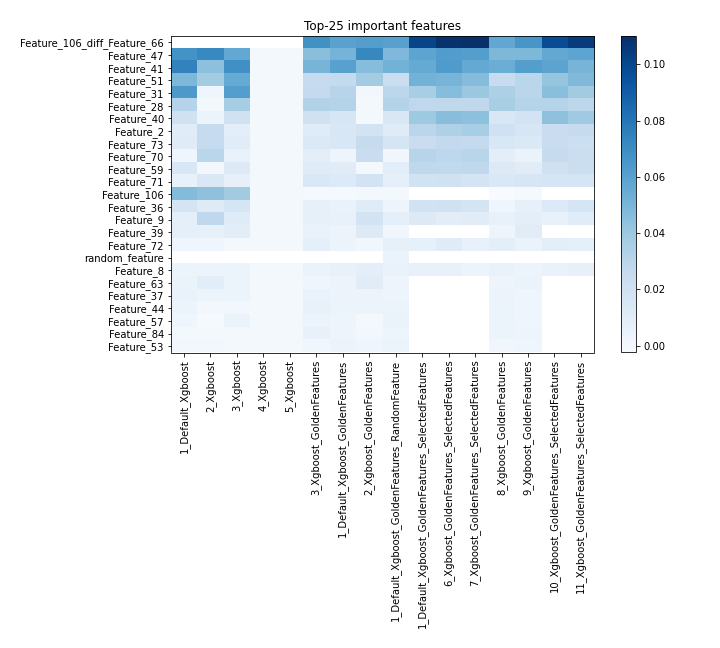 Top-25 important features
Feature_106_diff_Feature_66
Feature_47
Feature_41
Feature_51
Feature_31
Feature_28
Feature_40
Feature_2
Feature_73
Feature_70
Feature_59
Feature_71
Feature_106
Feature_36
Feature_9
Feature_39
Feature_72
random_feature
Feature_8
Feature_63
Feature_37
Feature_44
Feature_57
Feature_84
Feature_53
1_Default_Xgboost
2_Xgboost
3_Xgboost
4_Xgboost
5_Xgboost
3_Xgboost_GoldenFeatures
1_Default_Xgboost_GoldenFeatures
2_Xgboost_GoldenFeatures
1_Default_Xgboost_GoldenFeatures_RandomFeature
1_Default_Xgboost_GoldenFeatures_SelectedFeatures
6_Xgboost_GoldenFeatures_SelectedFeatures
7_Xgboost_GoldenFeatures_SelectedFeatures
8_Xgboost_GoldenFeatures
9_Xgboost_GoldenFeatures
10_Xgboost_GoldenFeatures_SelectedFeatures
11_Xgboost_GoldenFeatures_SelectedFeatures
0.10
0.08
0.06
0.04
0.02
0.00